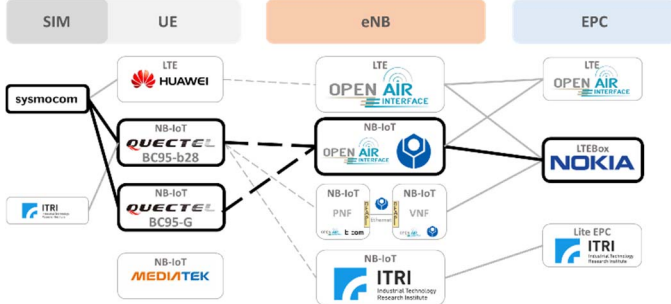 SIM
UE
eNB
EPC
sysmocom
ITRI
LTE
HUAWEI
NB-IoT
QUECTEL
BC95-b28
NB-IoT
QUECTEL
BC95-G
NB-IoT
MEDIATEK
LTE
OPEN AIR
INTERFACE
NB-IoT
OPEN AIR
INTERFACE
NB-IoT
PNF
b com
Ethernet
NB-IoT
VNF
NB-IoT
ITRI
Industrial Technology
Research Institute
LTE
OPEN AIR
INTERFACE
LTEBox
NOKIA
Lite EPC
ITRI
Industrial Technology
Research Institute